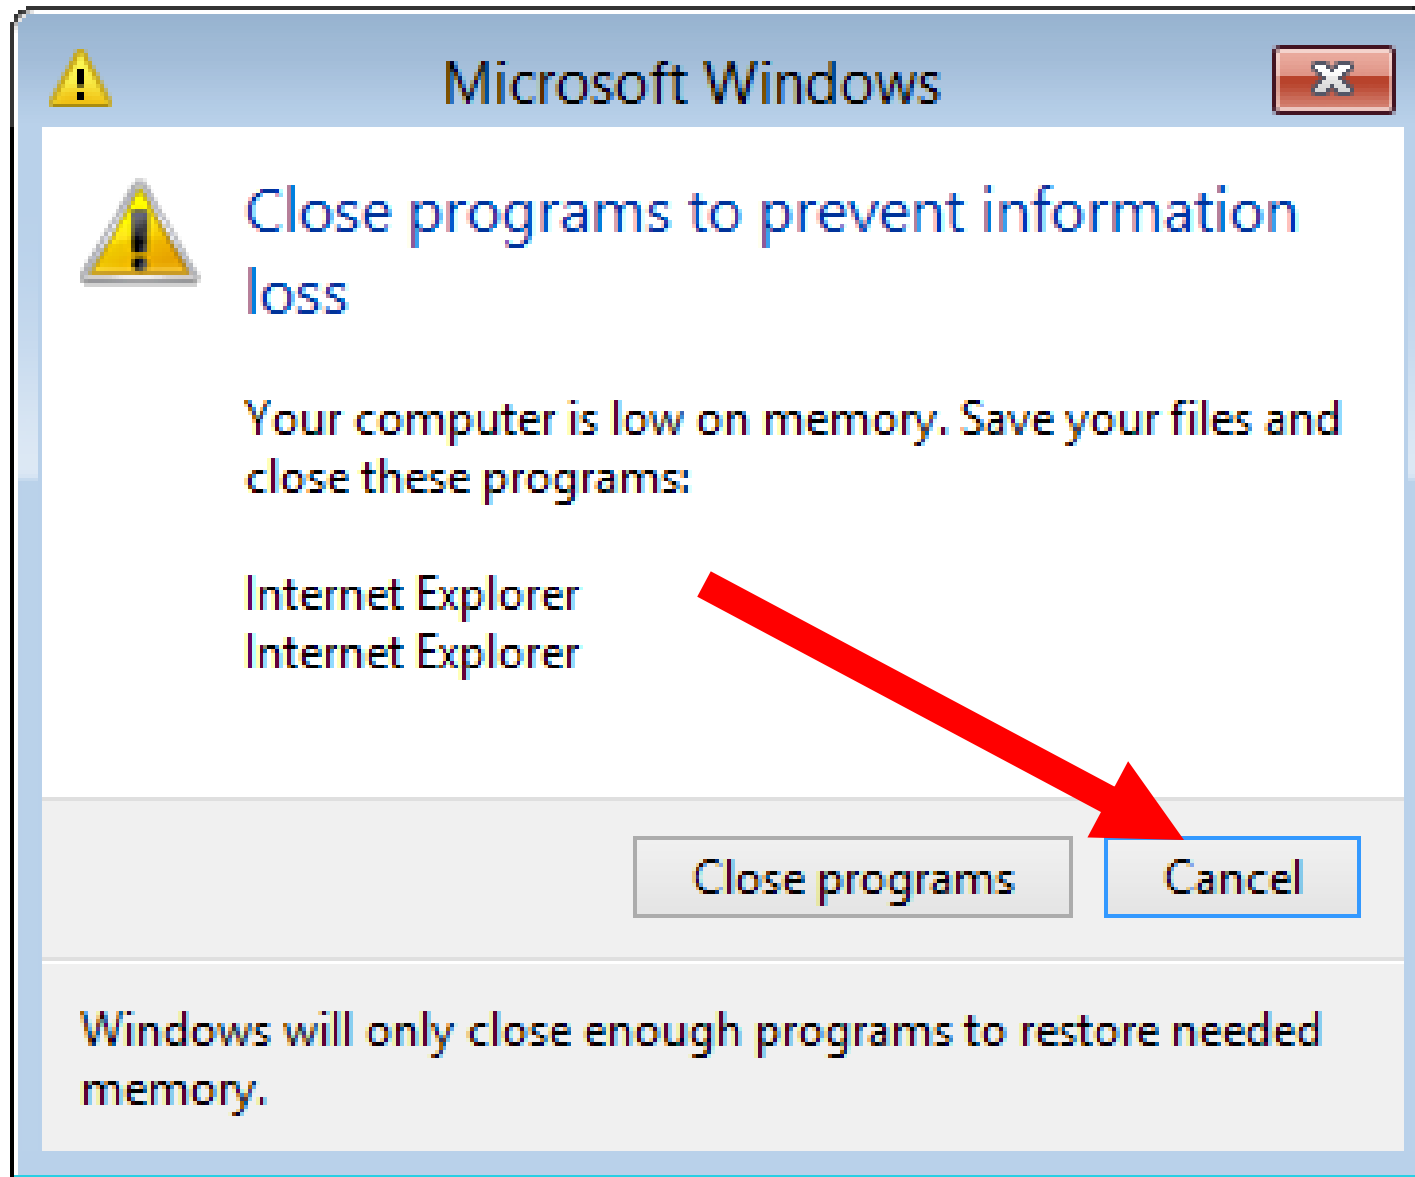 Microsoft Windows
Close programs to prevent information
loss
Your computer is low on memory. Save your files and
close these programs:
Internet Explorer
Internet Explorer
Close programs
Cancel
Windows will only close enough programs to restore needed
memory.